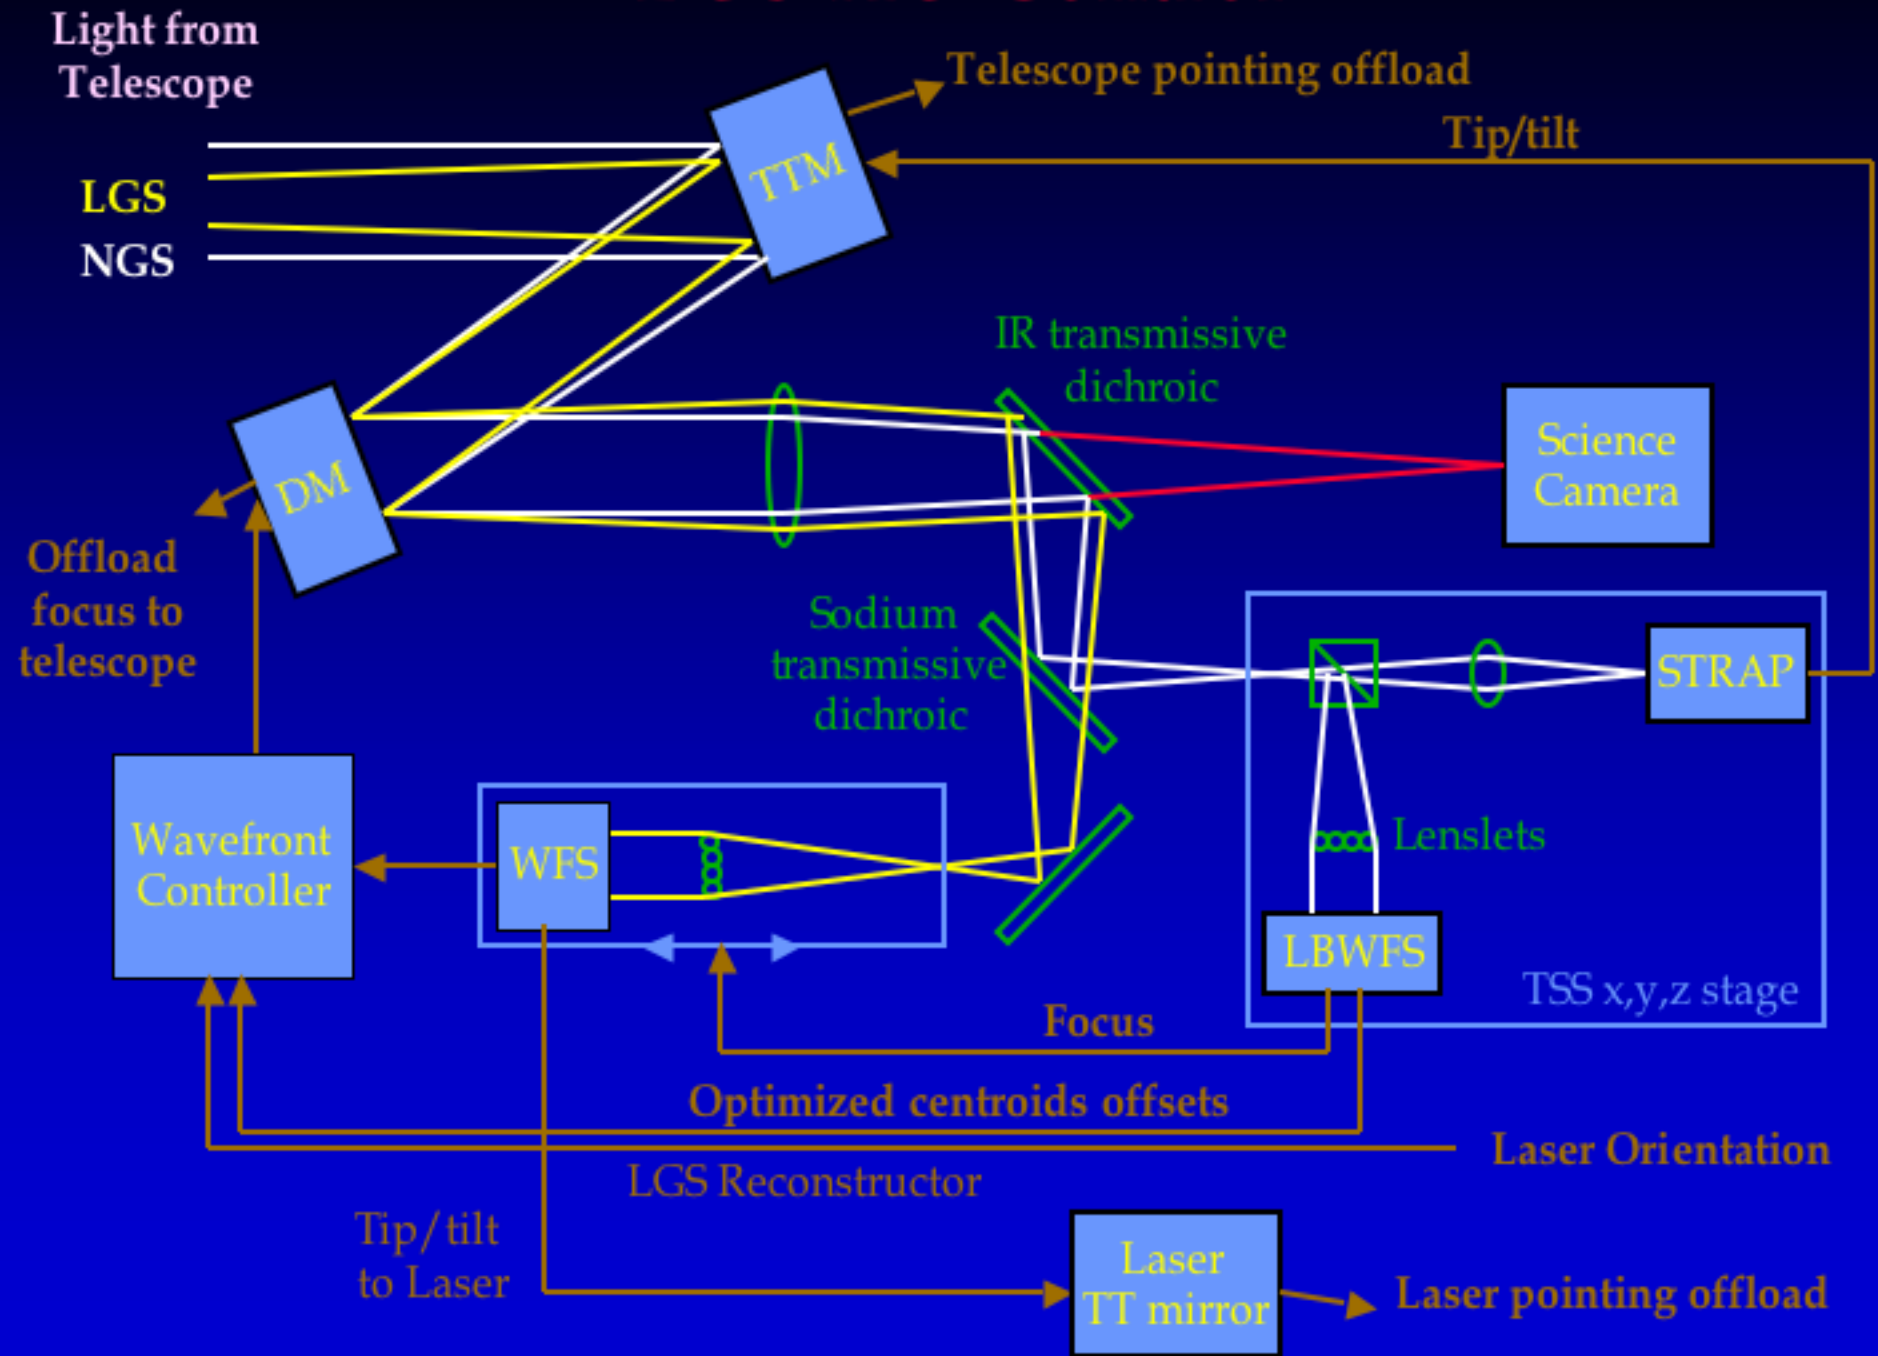 Light from
Telescope
Telescope pointing offload
Tip/tilt
TTM
LGS
NGS
IR transmissive
dichroic
Science
Camera
DM
Offload
focus to
telescope
Sodium
transmissive
dichroic
STRAP
Wavefront
Controller
WFS
Lenslets
LBWFS
TSS x,y,z stage
Focus
Optimized centroids offsets
Laser Orientation
LGS Reconstructor
Tip/tilt
to Laser
Laser
TT mirror
Laser pointing offload